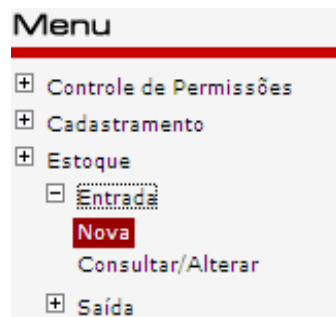 Menu
Controle de Permissões
Cadastramento
Estoque
Entrada
Nova
Consultar/Alterar
Saída